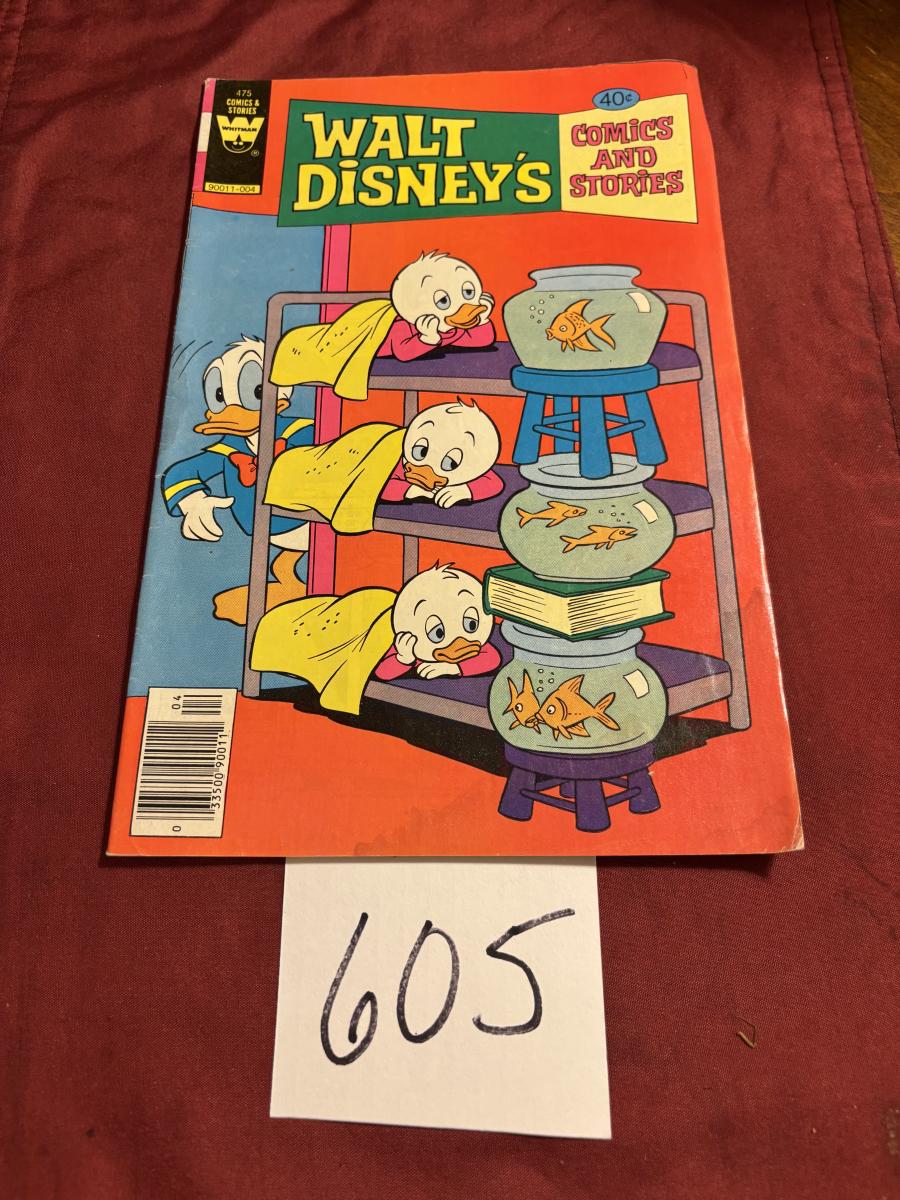 475
COMICS &
STORIES
WHITMAN
®
90011-004
40¢
WALT
DISNEY'S
COMICS
AND
STORIES
04
0 33500 90011
605